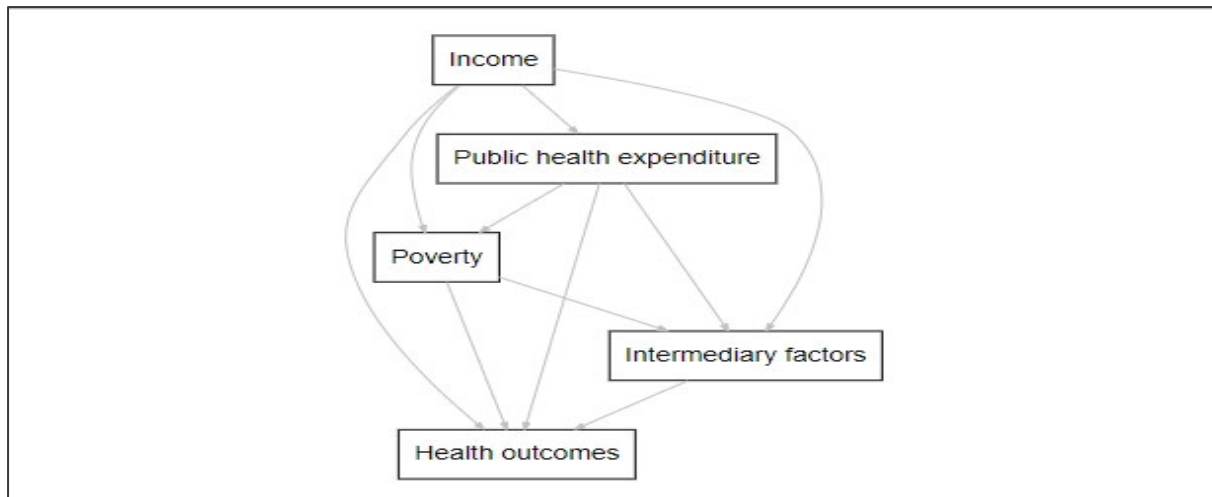 Income
Public health expenditure
Poverty
Intermediary factors
Health outcomes